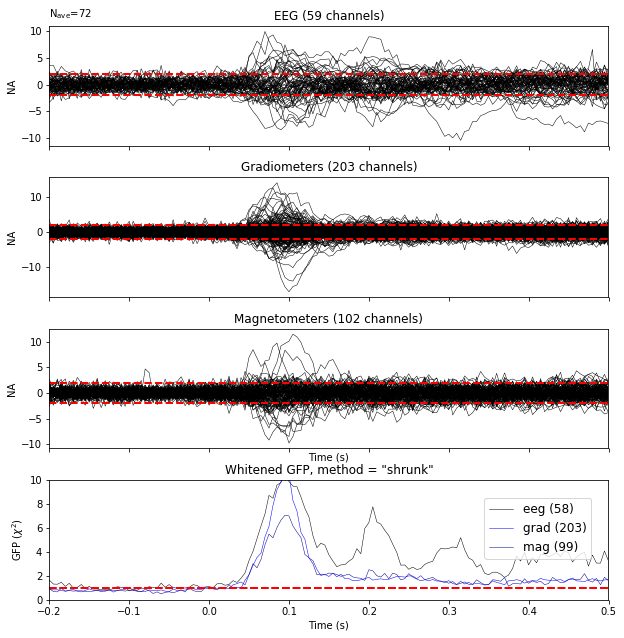 N_ave=72
EEG (59 channels)
10
5
0
−5
−10
NA
Gradiometers (203 channels)
10
0
−10
NA
Magnetometers (102 channels)
10
5
0
−5
−10
NA
Time (s)
Whitened GFP, method = "shrunk"
10
8
6
4
2
0
GFP (χ²)
eeg (58)
grad (203)
mag (99)
−0.2 −0.1 0.0 0.1 0.2 0.3 0.4 0.5
Time (s)